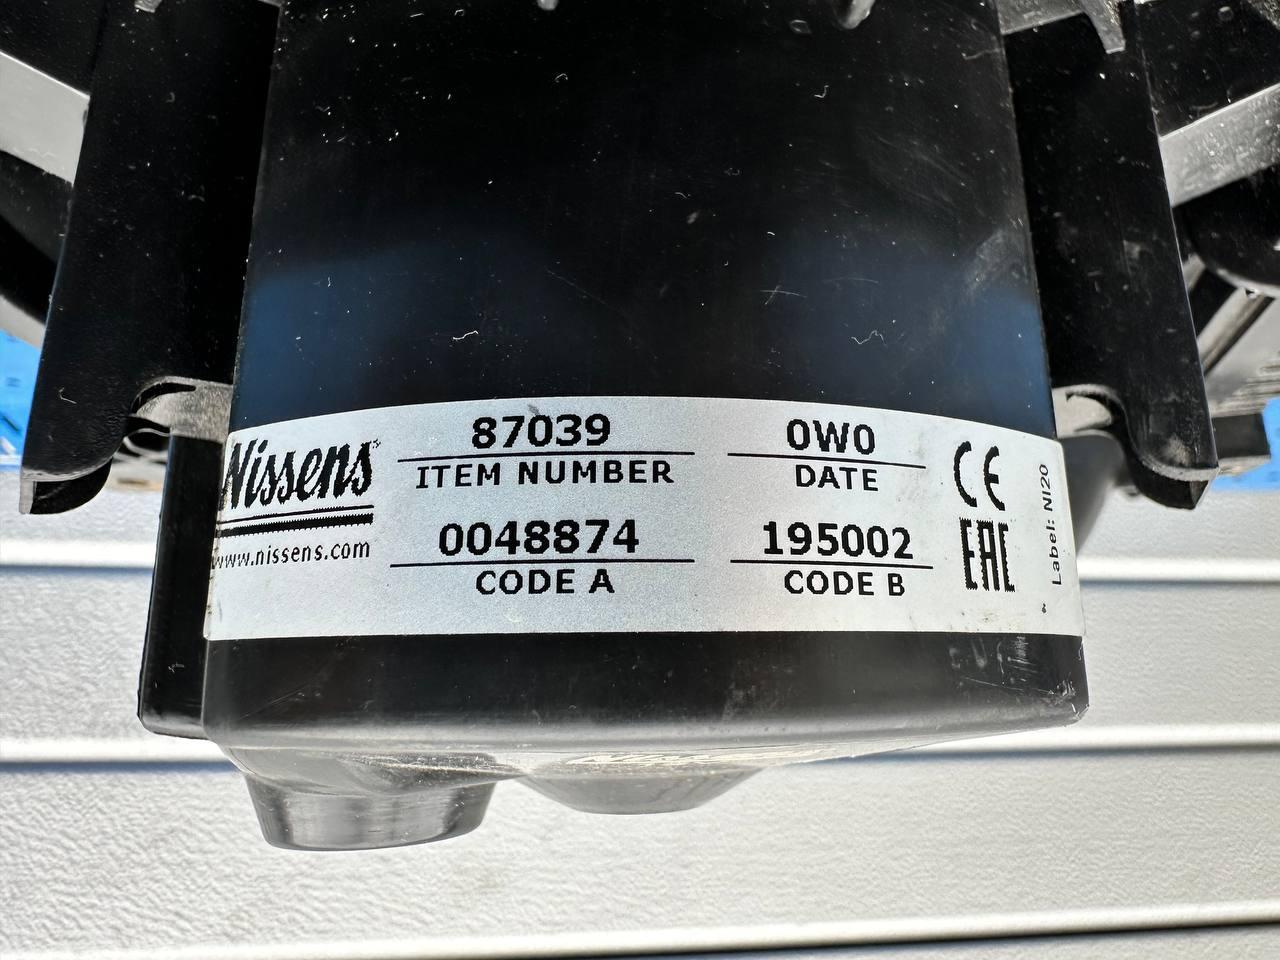 Nissens
www.nissens.com
87039
ITEM NUMBER
0W0
DATE
0048874
CODE A
195002
CODE B
CE
EAC
Label: NI20